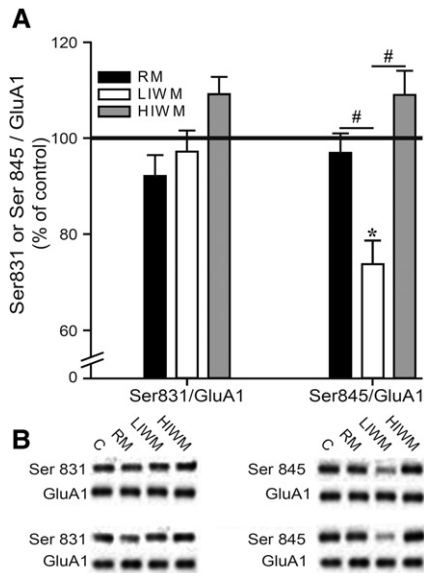 A
Ser831 or Ser 845 / GluA1
(% of control)
120
100
80
60
0
RM
LIWM
HIWM
#
#
*
Ser831/GluA1
Ser845/GluA1
B
C RM LIWM HIWM
Ser 831
GluA1
Ser 831
GluA1
C RM LIWM HIWM
Ser 845
GluA1
Ser 845
GluA1